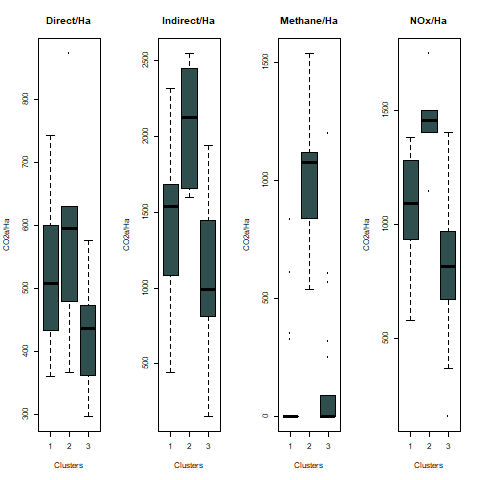 Direct/Ha
CO2e/Ha
800
700
600
500
400
300
1 2 3
Clusters
Indirect/Ha
CO2e/Ha
2500
2000
1500
1000
500
1 2 3
Clusters
Methane/Ha
CO2e/Ha
1500
1000
500
0
1 2 3
Clusters
NOx/Ha
CO2e/Ha
1500
1000
500
1 2 3
Clusters